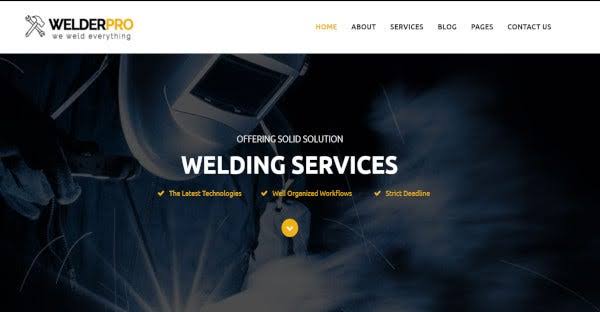 WELDERPRO
we weld everything
HOME ABOUT SERVICES BLOG PAGES CONTACT US
OFFERING SOLID SOLUTION
WELDING SERVICES
The Latest Technologies Well Organized Workflows Strict Deedline